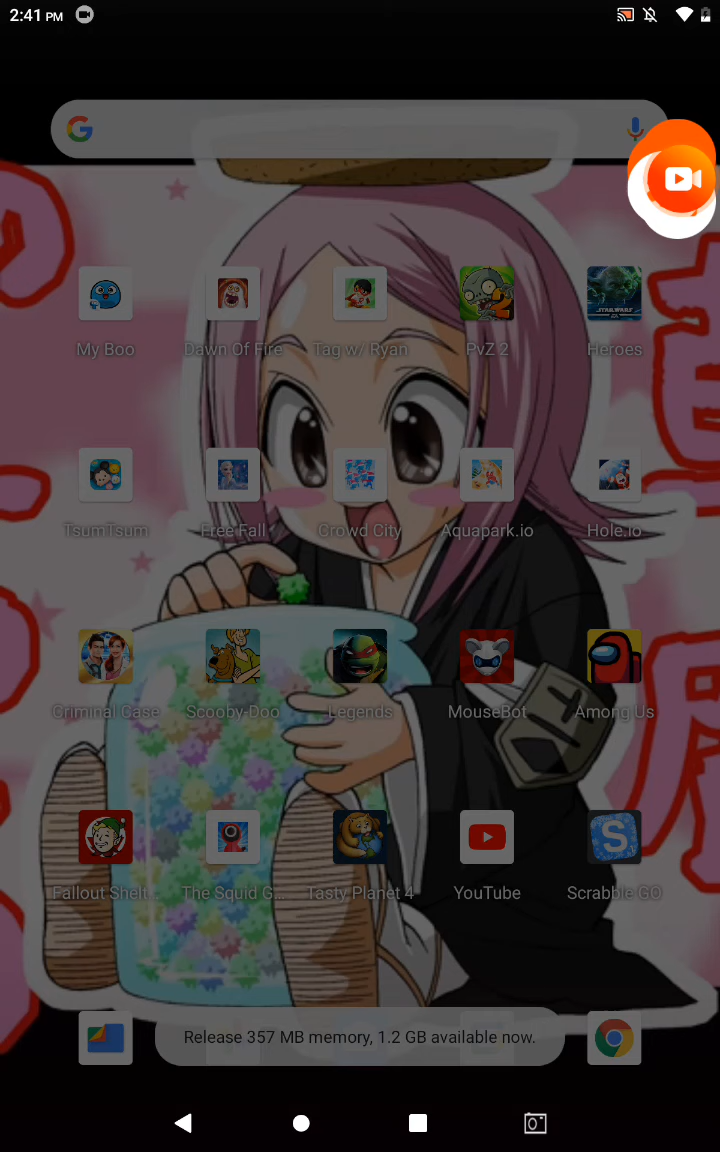 2:41 PM
My Boo
Dawn Of Fire
Tag w/ Ryan
PvZ 2
Heroes
STAR WARS
TsumTsum
Free Fall
Crowd City
Aquapark.io
Hole.io
Criminal Case
Scooby-Doo
Legends
MouseBot
Among Us
Fallout Shelt...
The Squid G...
Tasty Planet 4
YouTube
Scrabble GO
Release 357 MB memory, 1.2 GB available now.